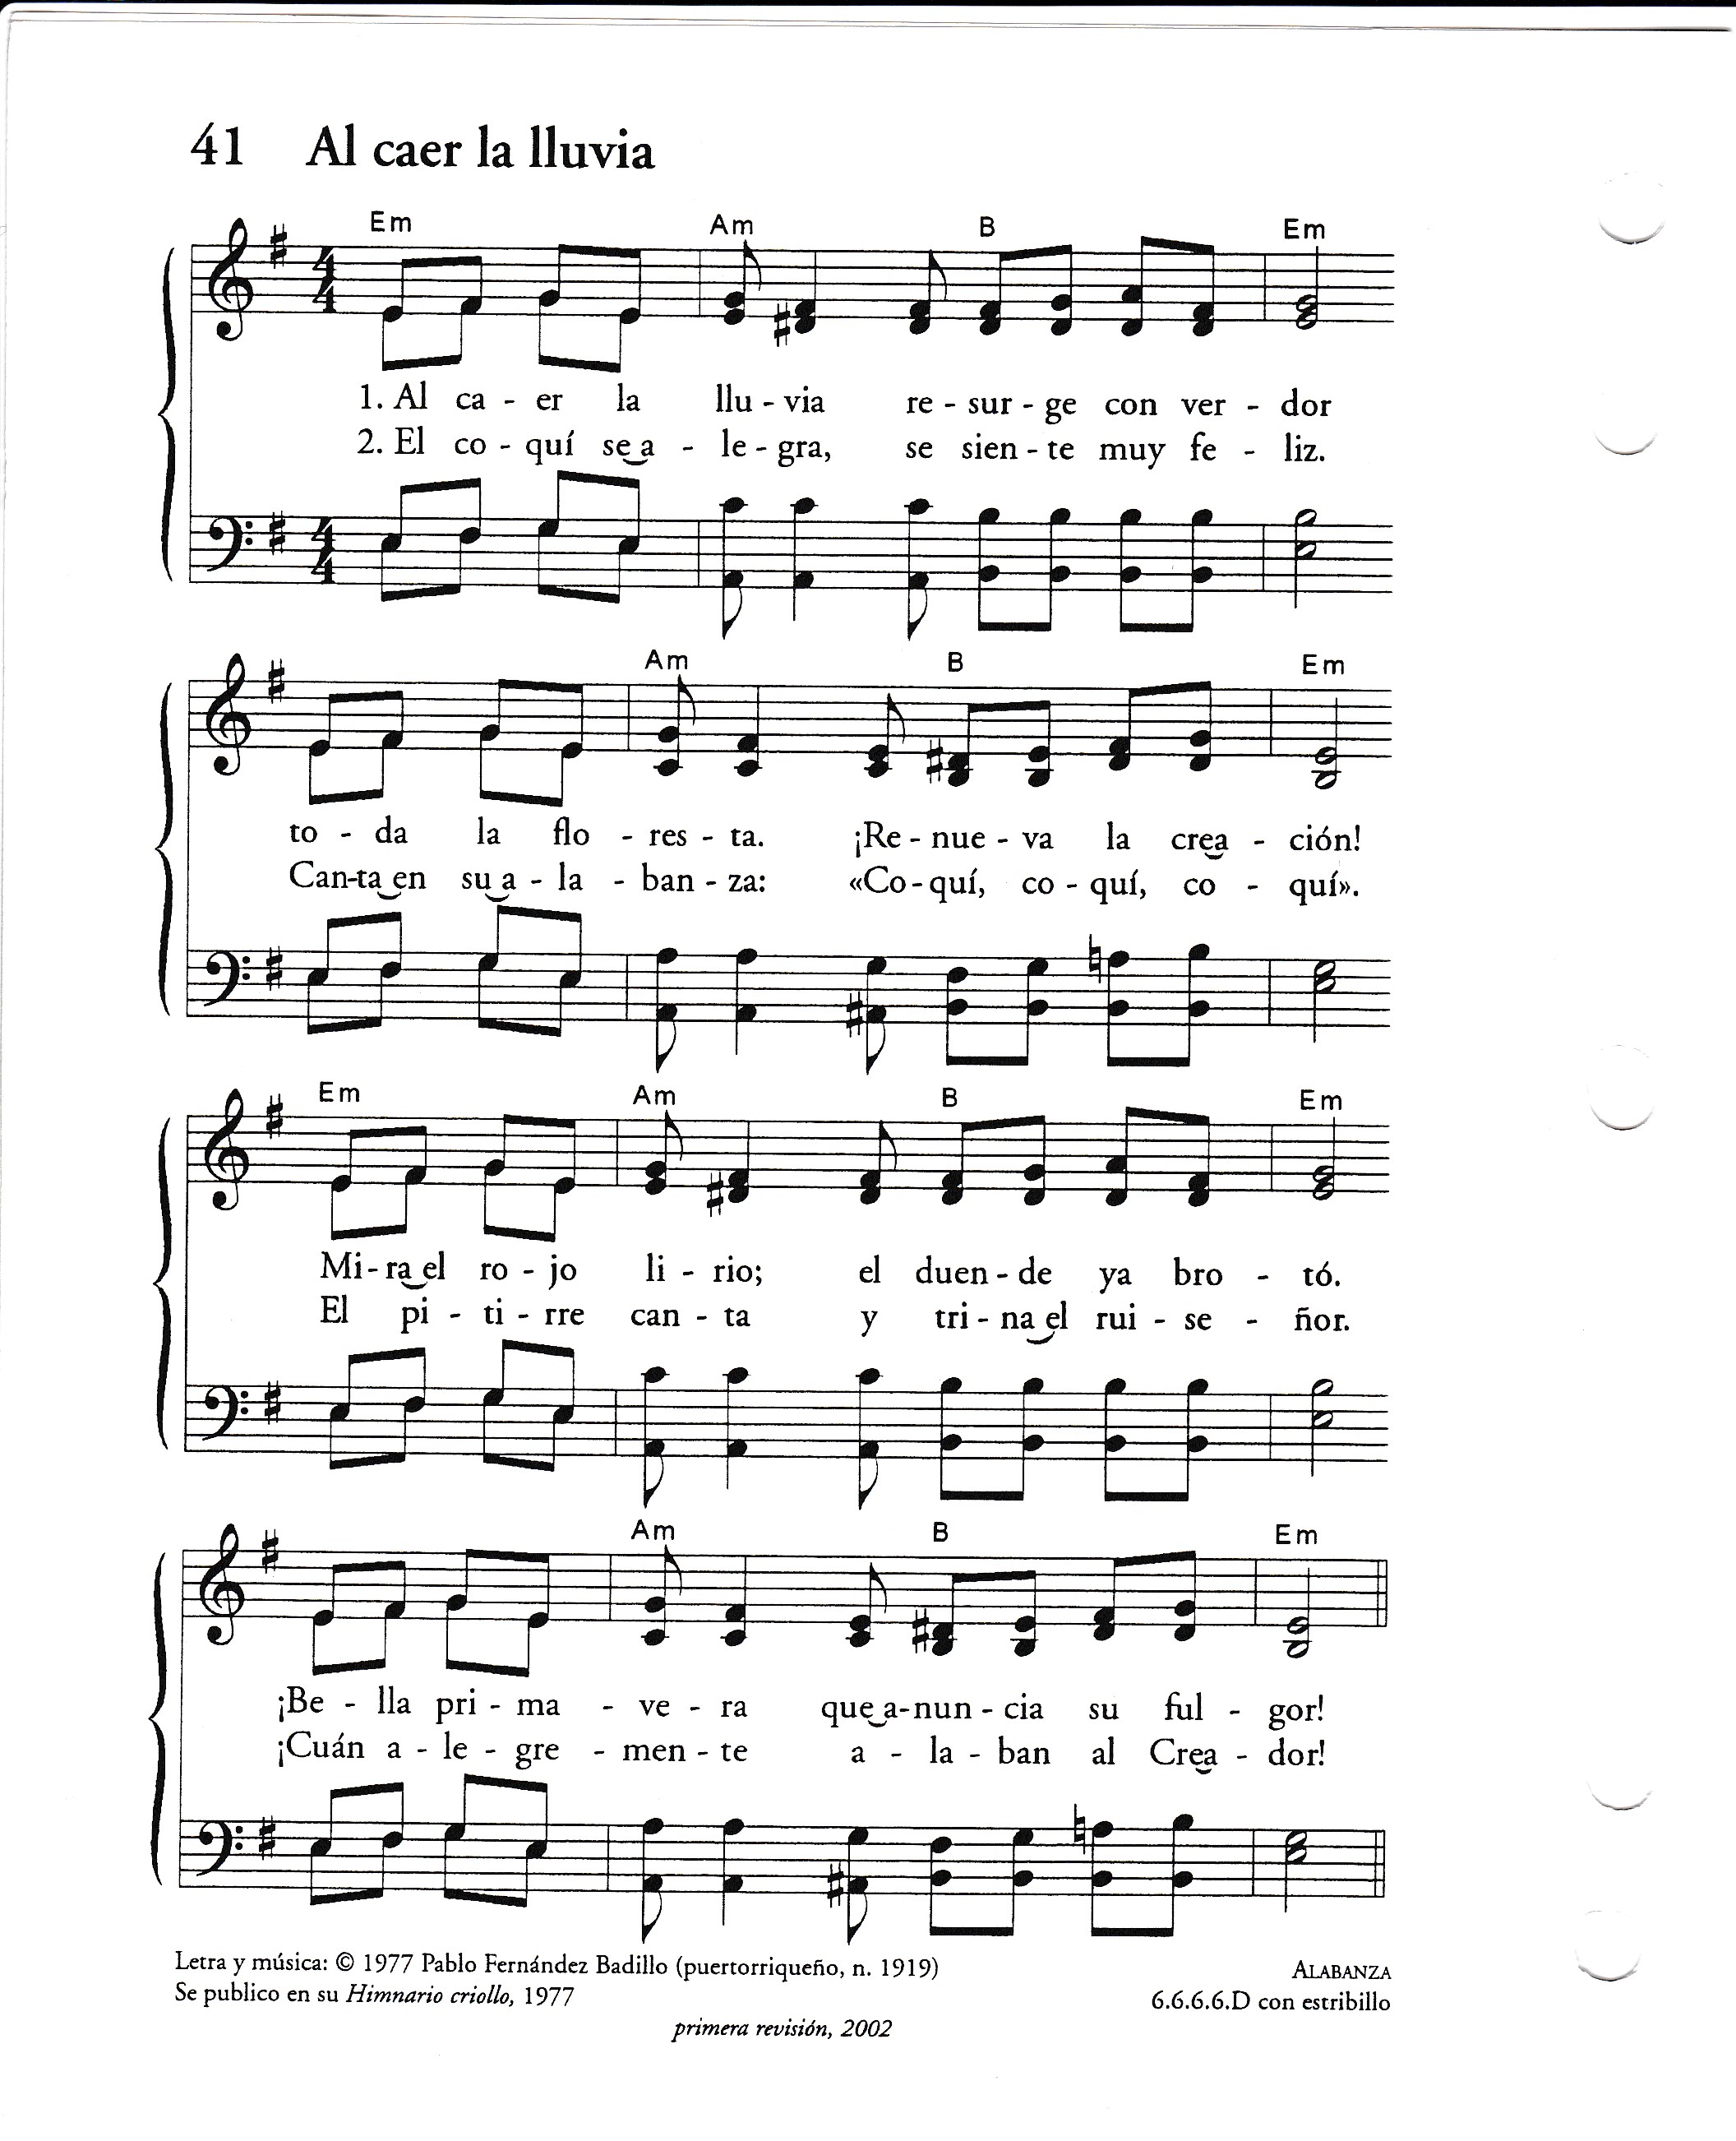 41 Al caer la lluvia
Em Am B Em
1. Al ca - er la llu - via re - sur - ge con ver - dor
2. El co - quí se a - le - gra, se sien - te muy fe - liz.
Am B Em
to - da la flo - res - ta. ¡Re - nue - va la crea - ción!
Can-ta en su a - la - ban - za: «Co - quí, co - quí, co - quí».
Em Am B Em
Mi - ra el ro - jo li - rio; el duen - de ya bro - tó.
El pi - ti - rre can - ta y tri - na el rui - se - ñor.
Am B Em
¡Be - lla pri - ma - ve - ra que a-nun - cia su ful - gor!
¡Cuán a - le - gre - men - te a - la - ban al Crea - dor!
Letra y música: © 1977 Pablo Fernández Badillo (puertorriqueño, n. 1919)
Se publico en su Himnario criollo, 1977
ALABANZA
6.6.6.6.D con estribillo
primera revisión, 2002